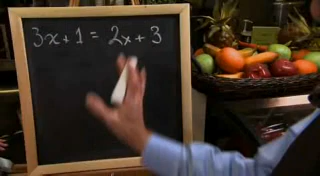 3x+1 = 2x+3